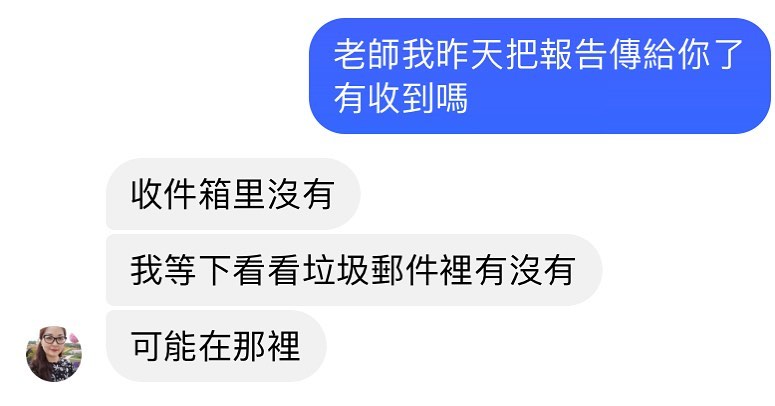 老師我昨天把報告傳給你了
有收到嗎
收件箱里沒有
我等下看看垃圾郵件裡有沒有
可能在那裡